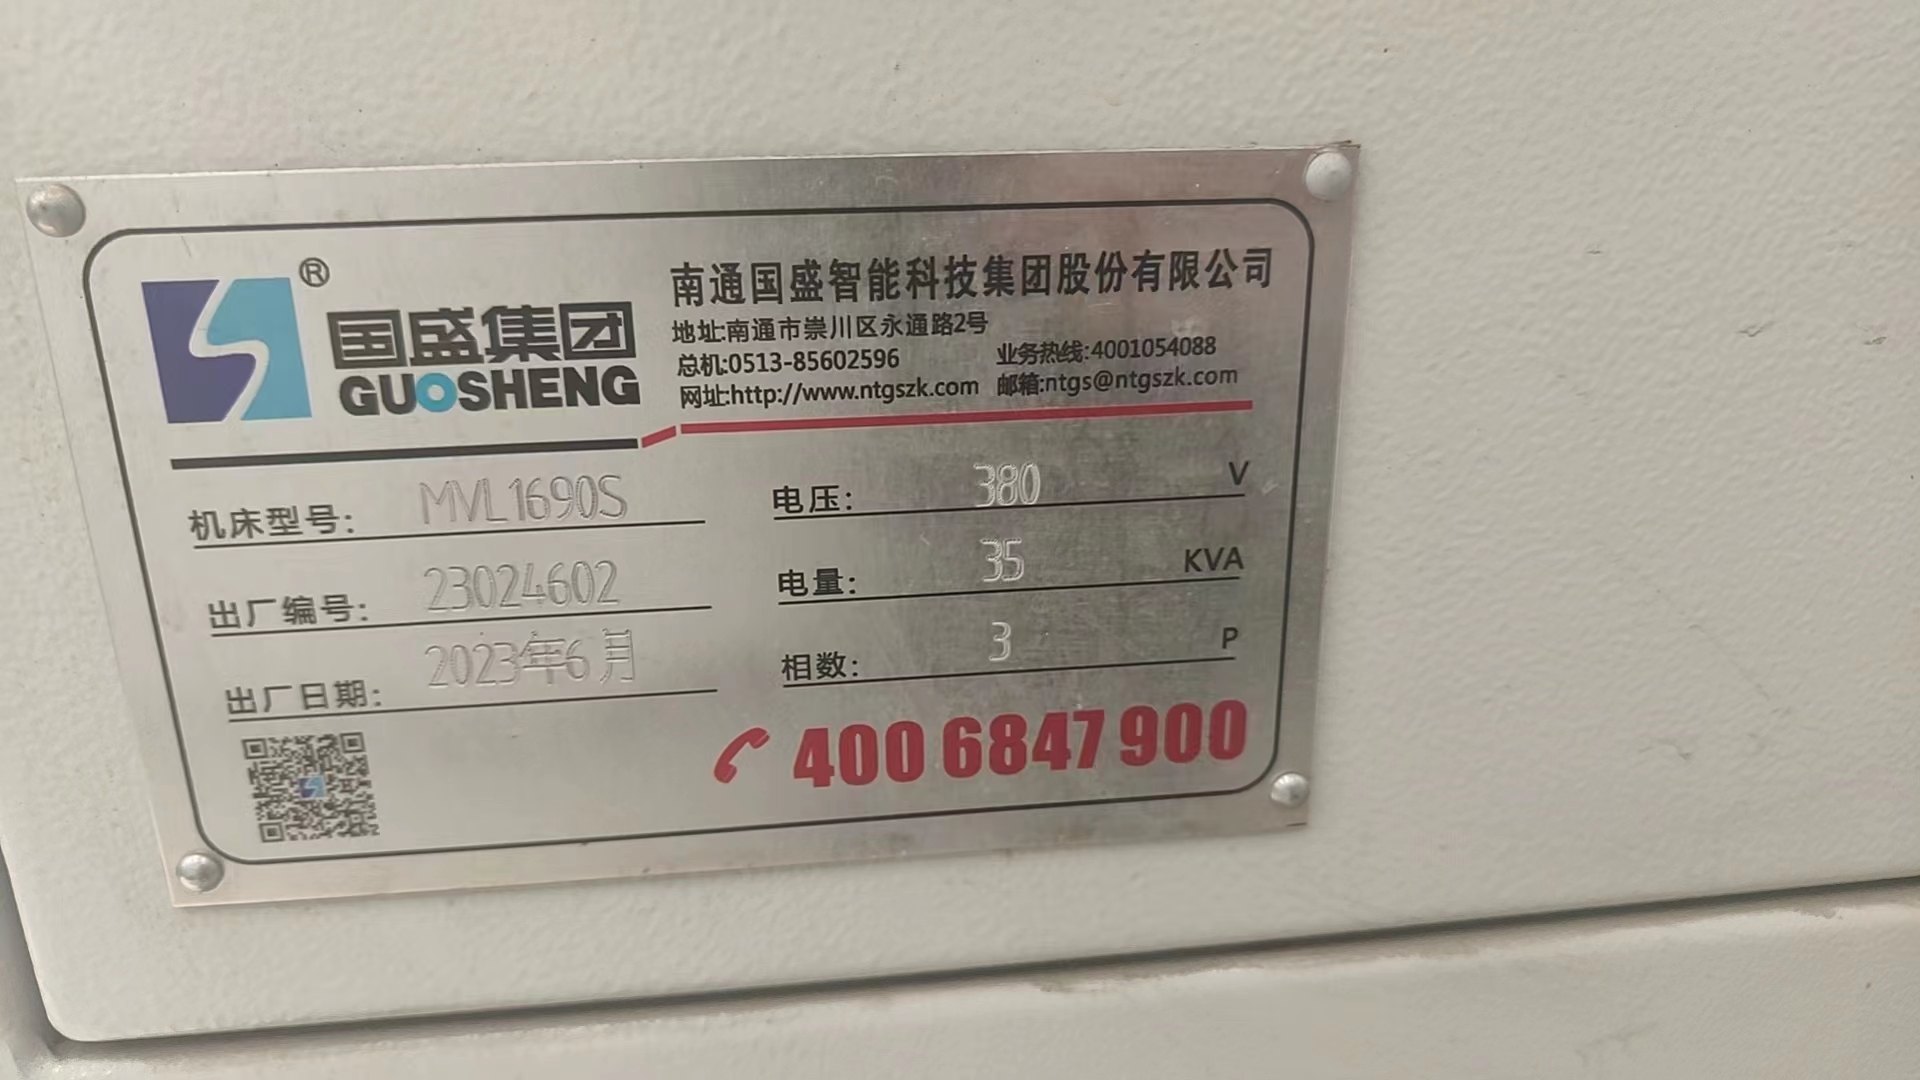 ®
国盛集团
GUOSHENG
南通国盛智能科技集团股份有限公司
地址:南通市崇川区永通路2号
总机:0513-85602596 业务热线:4001054088
网址:http://www.ntgszk.com 邮箱:ntgs@ntgszk.com
机床型号: MVL1690S 电压: 380 V
出厂编号: 23024602 电量: 35 KVA
出厂日期: 2023年6月 相数: 3 P
400 6847 900